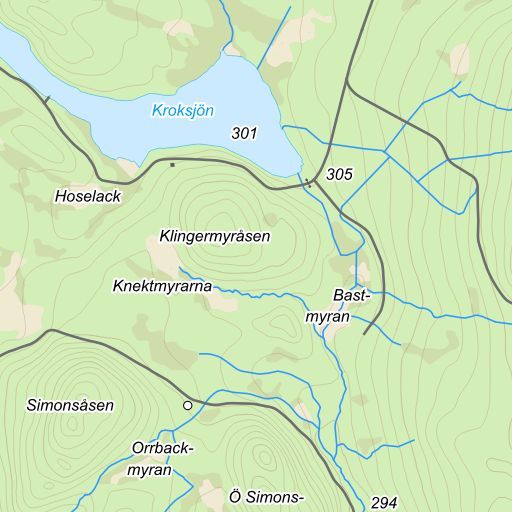 Kroksjön
301
305
Hoselack
Klingermyråsen
Knektmyrarna
Bast-
myran
Simonsåsen
Orrback-
myran
Ö Simons-
294